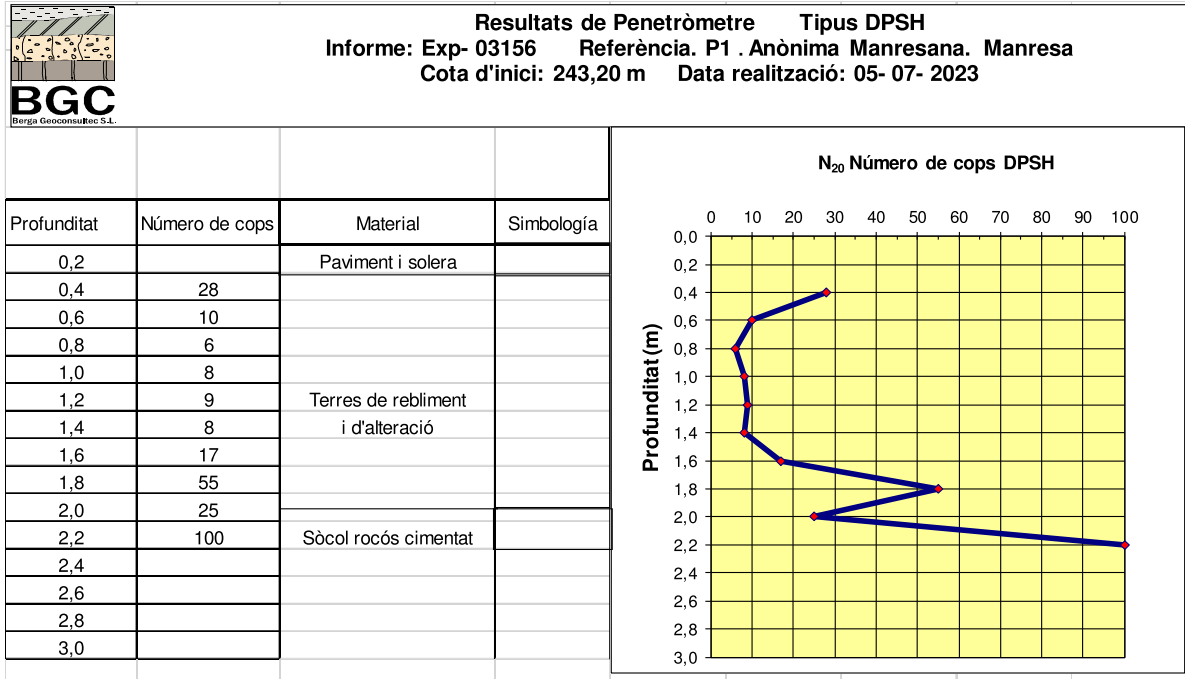 Resultats de Penetròmetre Tipus DPSH
Informe: Exp- 03156 Referència. P1 . Anònima Manresana. Manresa
Cota d'inici: 243,20 m Data realització: 05- 07- 2023
BGC
Berga Geoconsultec S.L.
Profunditat Número de cops Material Simbología
0,2 Paviment i solera
0,4 28
0,6 10
0,8 6
1,0 8
1,2 9 Terres de rebliment
1,4 8 i d'alteració
1,6 17
1,8 55
2,0 25
2,2 100 Sòcol rocós cimentat
2,4
2,6
2,8
3,0
N20 Número de cops DPSH
0 10 20 30 40 50 60 70 80 90 100
Profunditat (m)
0,0
0,2
0,4
0,6
0,8
1,0
1,2
1,4
1,6
1,8
2,0
2,2
2,4
2,6
2,8
3,0